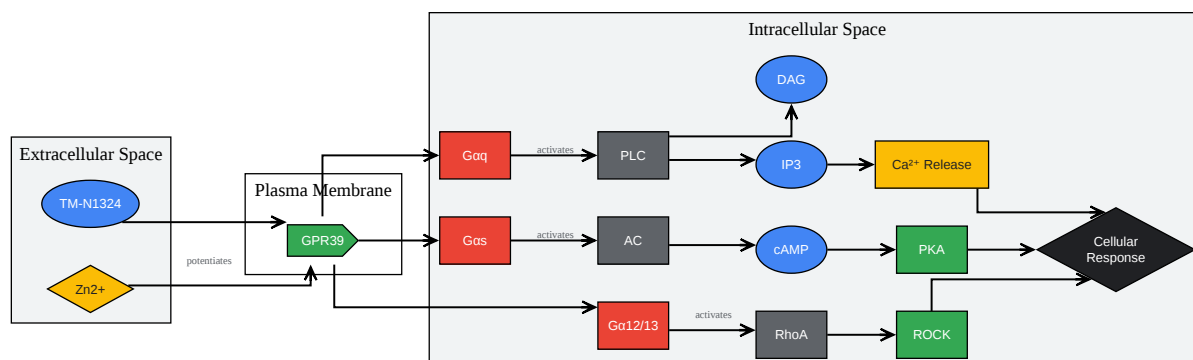 Intracellular Space
DAG
Extracellular Space
Gαq
activates
PLC
IP3
Ca²⁺ Release
Plasma Membrane
TM-N1324
GPR39
Gαs
activates
AC
cAMP
PKA
Cellular
Response
potentiates
Zn2+
Gα12/13
activates
RhoA
ROCK